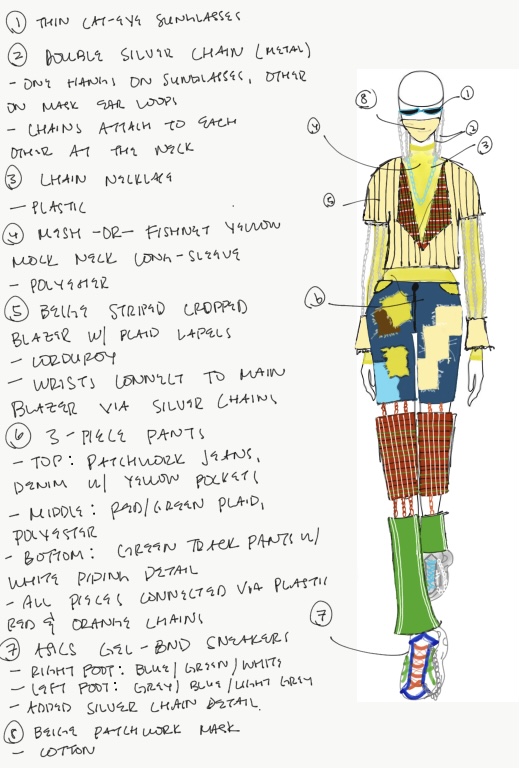 ① THIN CAT-EYE SUNGLASSES
② DOUBLE SILVER CHAIN (METAL)
- ONE HANGS ON SUNGLASSES, OTHER
ON MASK EAR LOOPS
- CHAINS ATTACH TO EACH
OTHER AT THE NECK
③ CHAIN NECKLACE
- PLASTIC
④ MESH -OR- FISHNET YELLOW
MOCK NECK LONG-SLEEVE
- POLYESTER
⑤ BEIGE STRIPED CROPPED
BLAZER W/ PLAID LAPELS
- CORDUROY
- WRISTS CONNECT TO MAIN
BLAZER VIA SILVER CHAINS
⑥ 3-PIECE PANTS
- TOP: PATCHWORK JEANS,
DENIM W/ YELLOW POCKETS
- MIDDLE: RED/GREEN PLAID,
POLYESTER
- BOTTOM: GREEN TRACK PANTS W/
WHITE PIPING DETAIL
- ALL PIECES CONNECTED VIA PLASTIC
RED & ORANGE CHAINS
⑦ ASICS GEL-BND SNEAKERS
- RIGHT FOOT: BLUE/GREEN/WHITE
- LEFT FOOT: GREY/BLUE/LIGHT GREY
- ADDED SILVER CHAIN DETAIL.
⑧ BEIGE PATCHWORK MASK
- COTTON
⑧
①
②
④
③
⑤
⑥
⑦